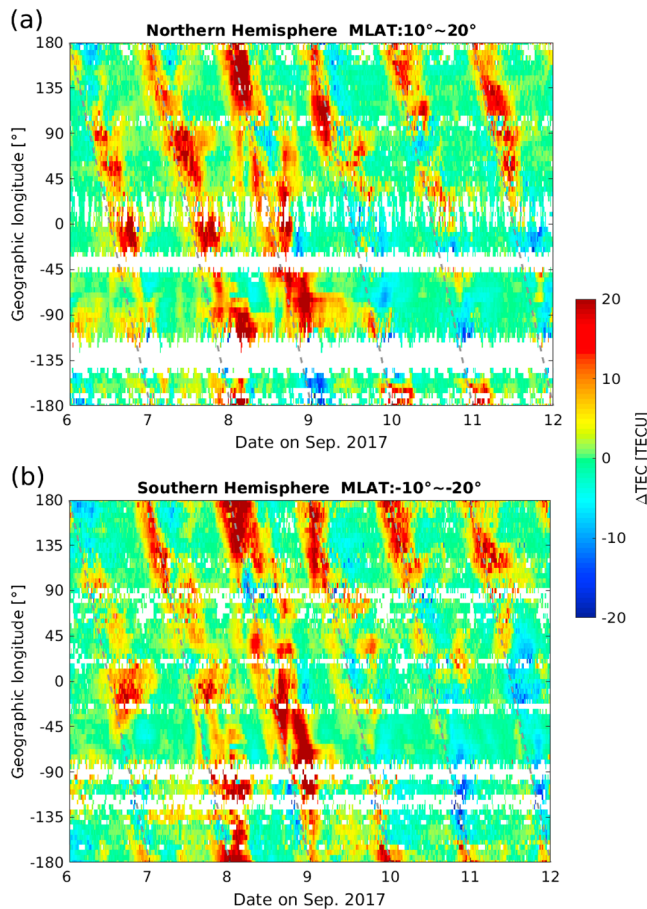 (a)
Northern Hemisphere MLAT:10°~20°
180
135
90
45
0
-45
-90
-135
-180
Geographic longitude [°]
6 7 8 9 10 11 12
Date on Sep. 2017
20
10
0
-10
-20
ΔTEC [TECU]
(b)
Southern Hemisphere MLAT:-10°~-20°
180
135
90
45
0
-45
-90
-135
-180
Geographic longitude [°]
6 7 8 9 10 11 12
Date on Sep. 2017